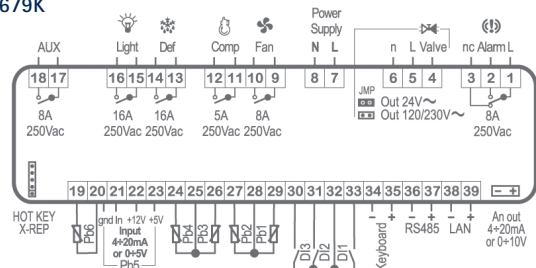 679K
Power
Supply
AUX Light Def Comp Fan N L n L Valve nc Alarm L
18 17 16 15 14 13 12 11 10 9 8 7 6 5 4 3 2 1
JMP
Out 24V~
Out 120/230V~
8A 16A 16A 5A 8A 8A
250Vac 250Vac 250Vac 250Vac 250Vac 250Vac
19 20 21 22 23 24 25 26 27 28 29 30 31 32 33 34 35 36 37 38 39 - +
HOT KEY
X-REP
gnd In +12V +5V
Input
4÷20mA
or 0÷5V
Pb5
Pb6 Pb4 Pb3 Pb2 Pb1 Di3 Di2 Di1
- + - + - +
Keyboard RS485 LAN
An out
4÷20mA
or 0÷10V